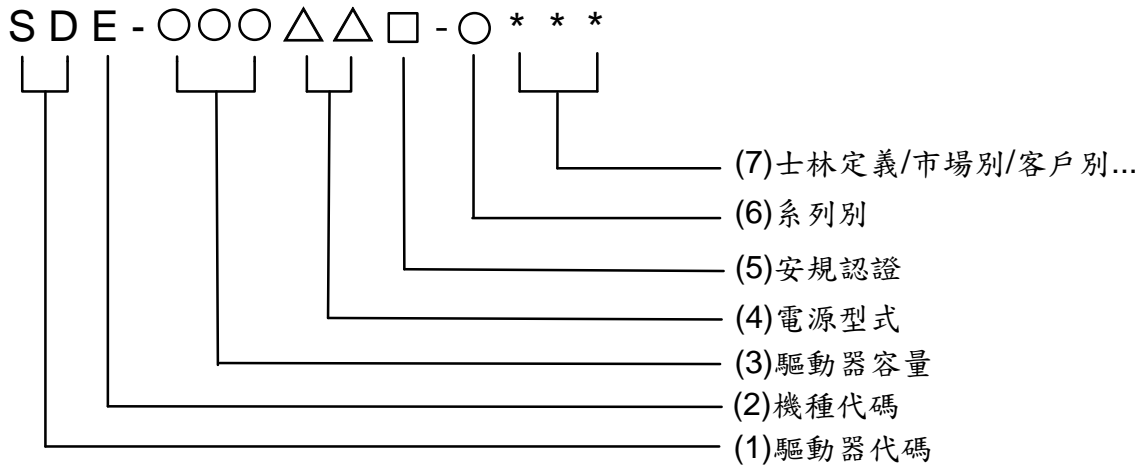 SDE-○○○△△□-○***
(7)士林定義/市場別/客戶別...
(6)系列別
(5)安規認證
(4)電源型式
(3)驅動器容量
(2)機種代碼
(1)驅動器代碼